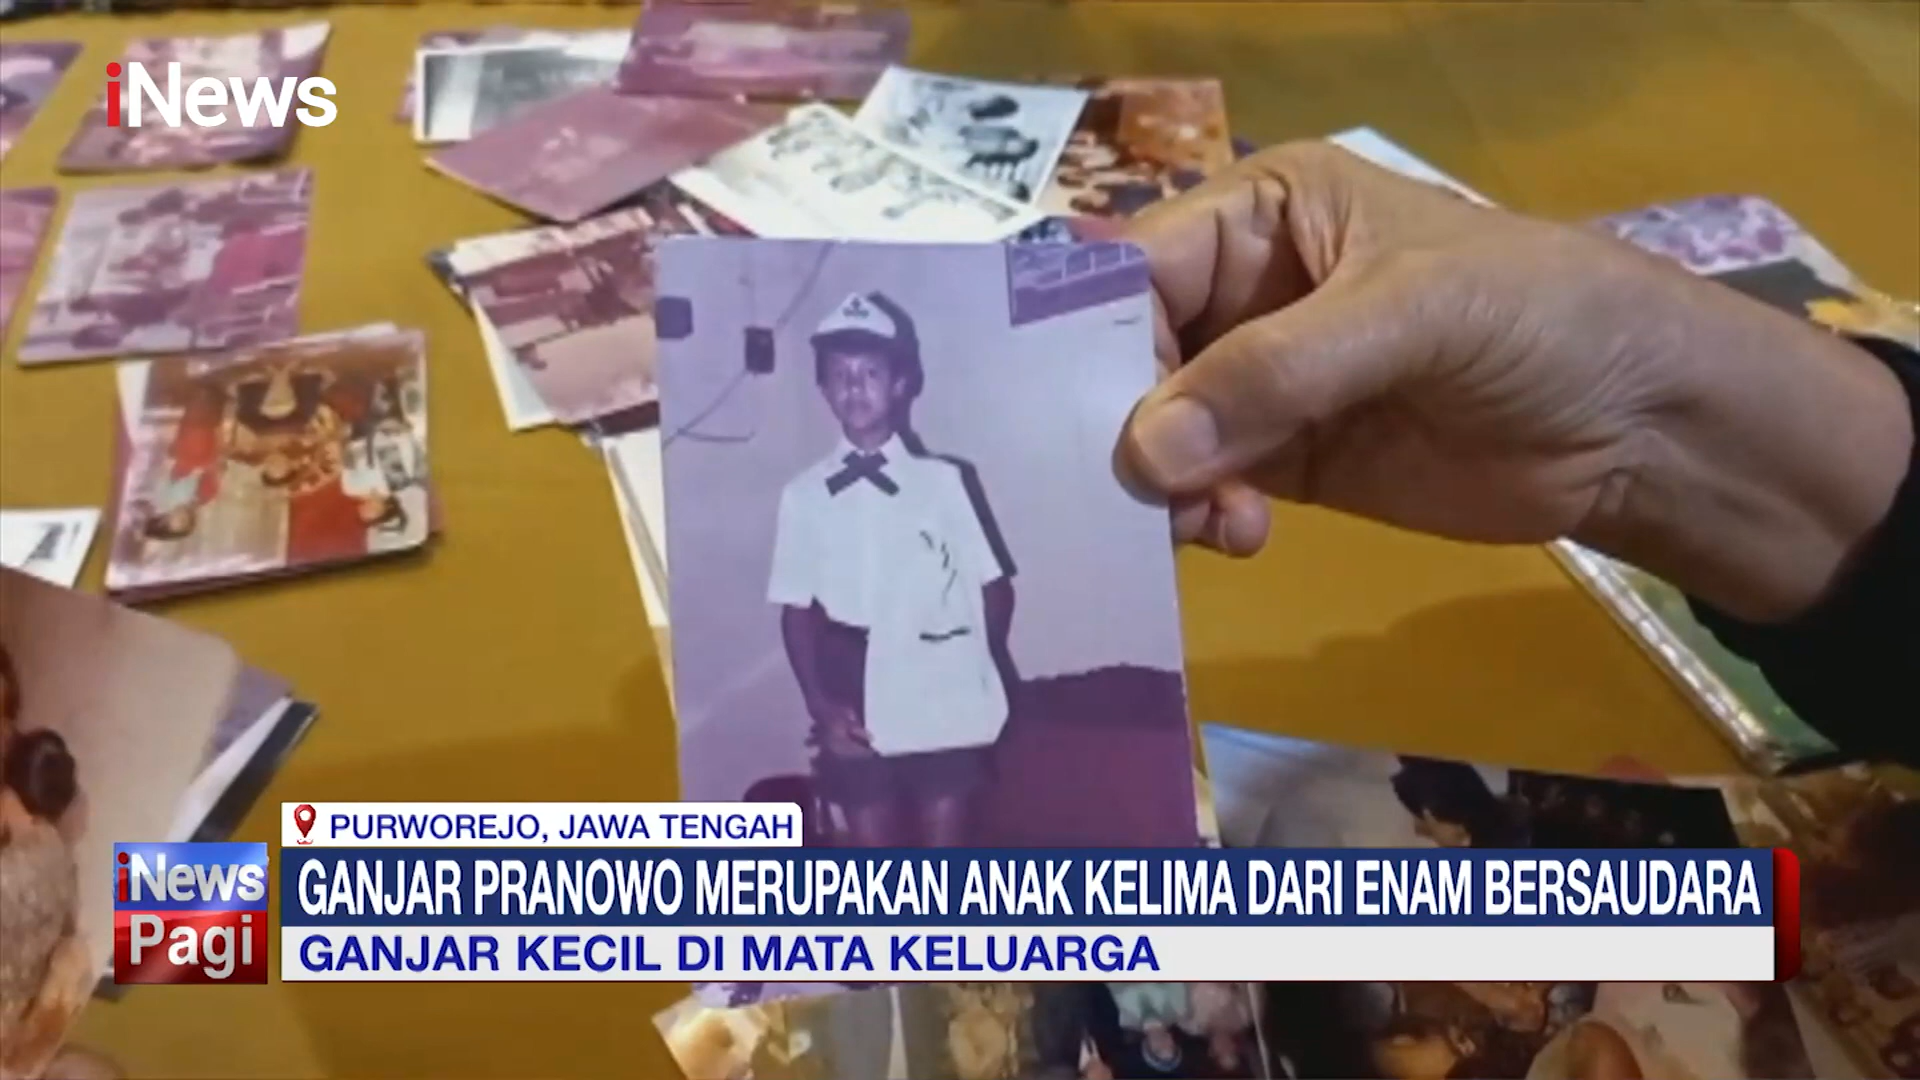 iNews
PURWOREJO, JAWA TENGAH
iNews
Pagi
GANJAR PRANOWO MERUPAKAN ANAK KELIMA DARI ENAM BERSAUDARA
GANJAR KECIL DI MATA KELUARGA